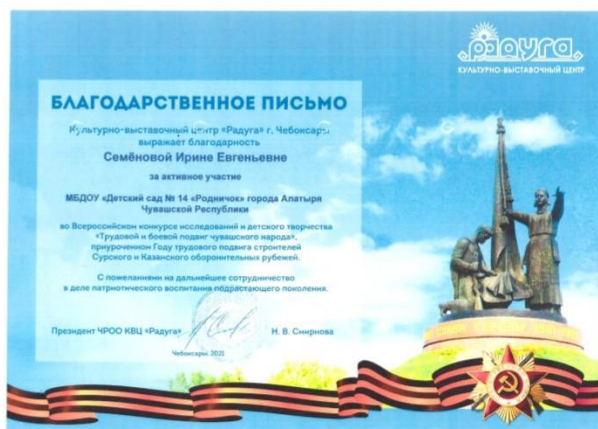 радуга
КУЛЬТУРНО-ВЫСТАВОЧНЫЙ ЦЕНТР
БЛАГОДАРСТВЕННОЕ ПИСЬМО
Культурно-выставочный центр «Радуга» г. Чебоксары
выражает благодарность
Семёновой Ирине Евгеньевне
за активное участие
МБДОУ «Детский сад № 14 «Родничок» города Алатыря
Чувашской Республики
во Всероссийском конкурсе исследований и детского творчества
«Трудовой и боевой подвиг чувашского народа»,
приуроченном Году трудового подвига строителей
Сурского и Казанского оборонительных рубежей.
С пожеланиями на дальнейшее сотрудничество
в деле патриотического воспитания подрастающего поколения.
Президент ЧРОО КВЦ «Радуга» Н. В. Смирнова
Чебоксары, 2021